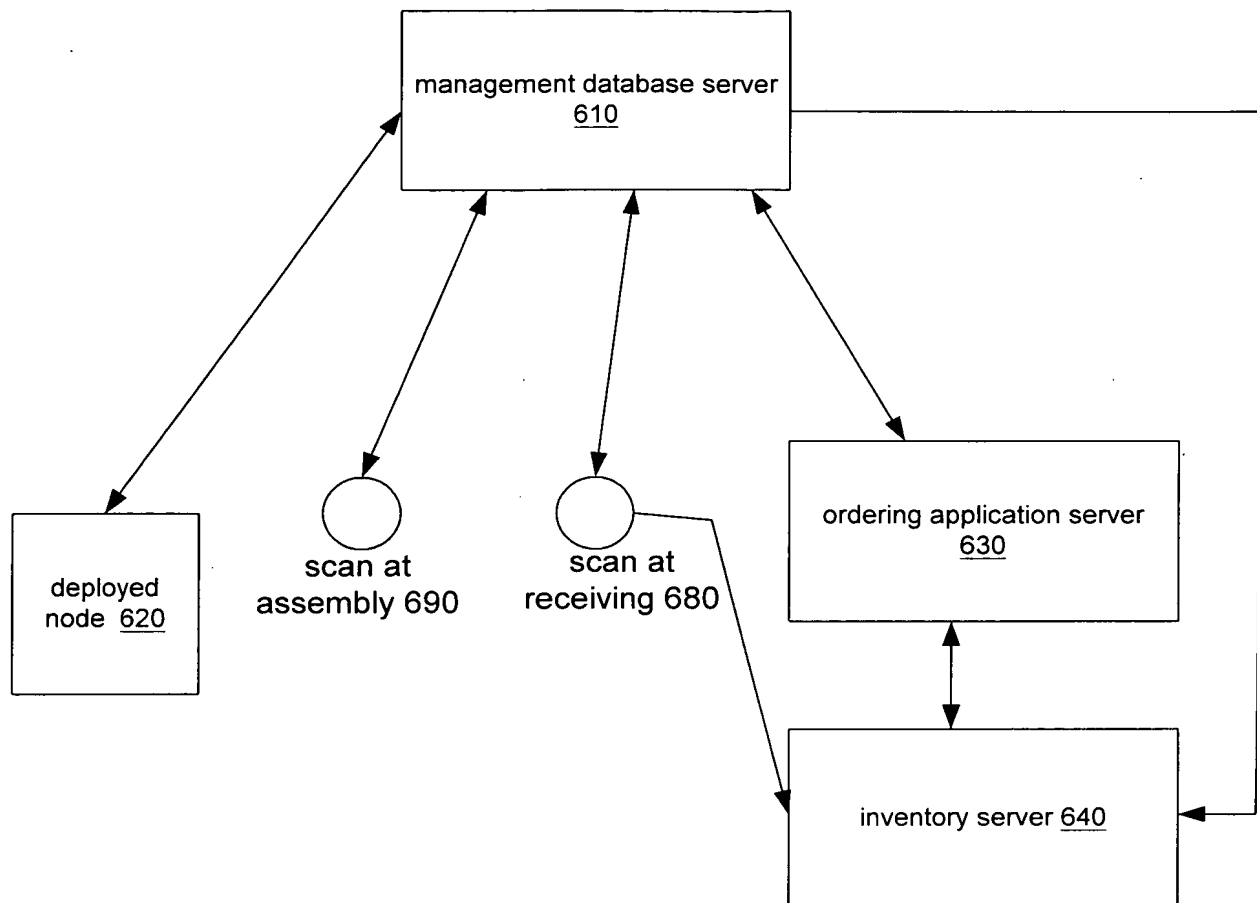 management database server
610
deployed
node 620
scan at
assembly 690
scan at
receiving 680
ordering application server
630
inventory server 640